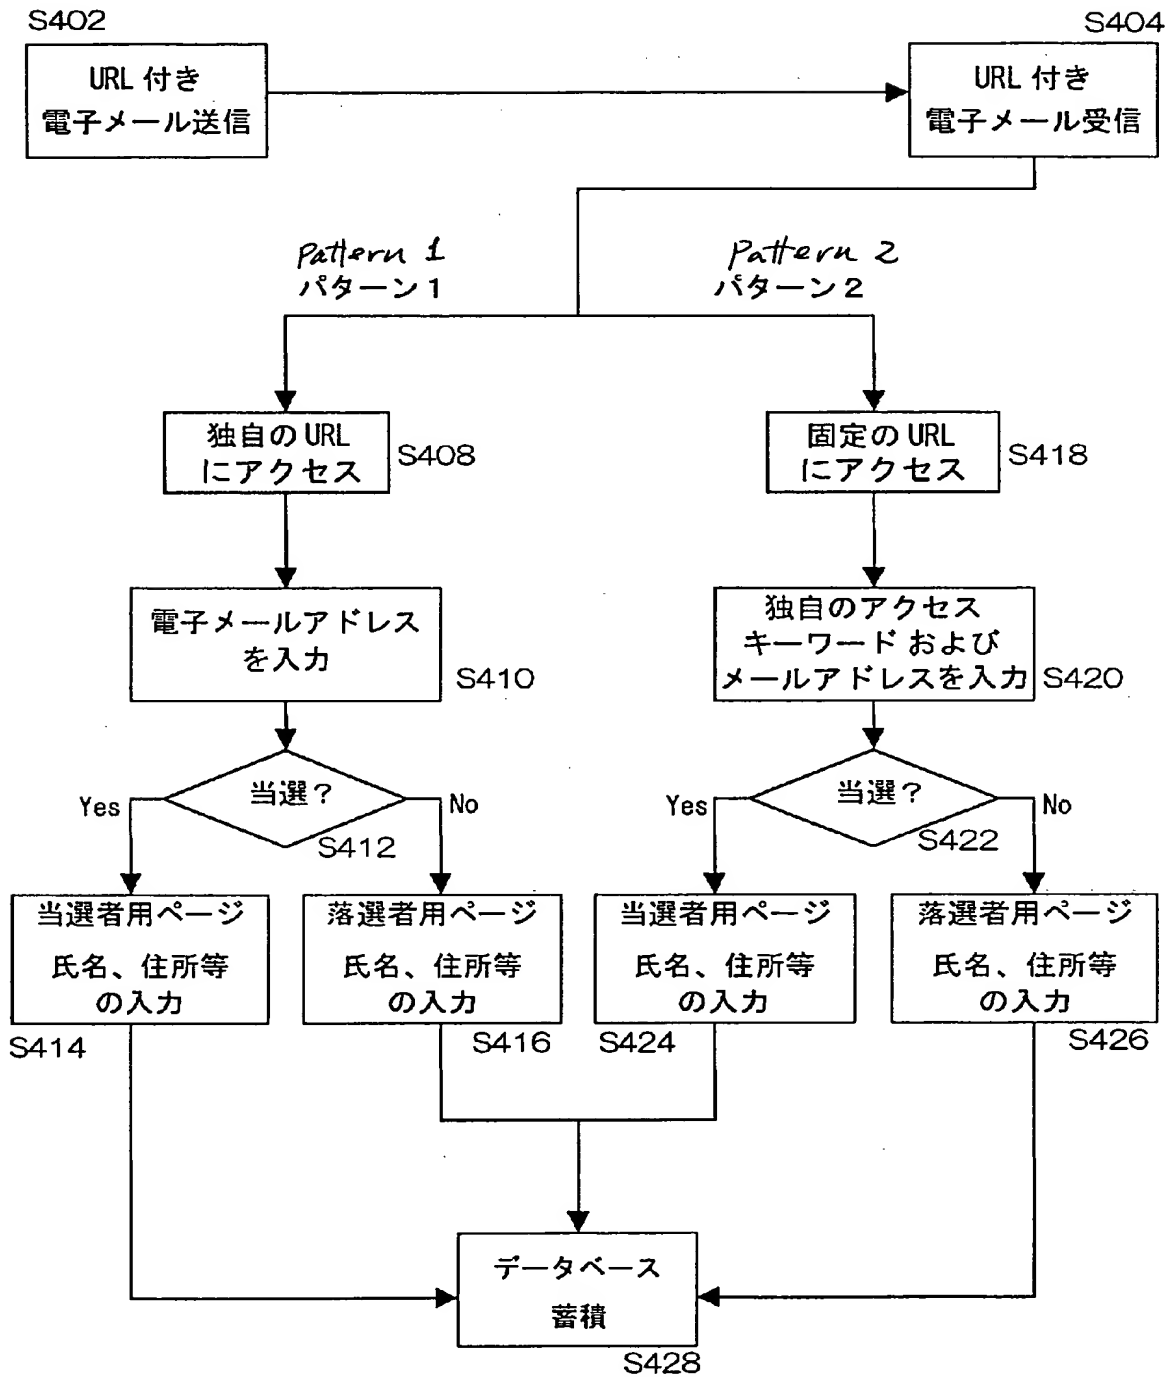 S402
URL 付き
電子メール送信
S404
URL 付き
電子メール受信
Pattern 1
パターン1
Pattern 2
パターン2
独自の URL
にアクセス
S408
固定の URL
にアクセス
S418
電子メールアドレス
を入力
S410
独自のアクセス
キーワードおよび
メールアドレスを入力
S420
当選？
Yes
No
S412
当選？
Yes
No
S422
当選者用ページ
氏名、住所等
の入力
S414
落選者用ページ
氏名、住所等
の入力
S416
当選者用ページ
氏名、住所等
の入力
S424
落選者用ページ
氏名、住所等
の入力
S426
データベース
蓄積
S428